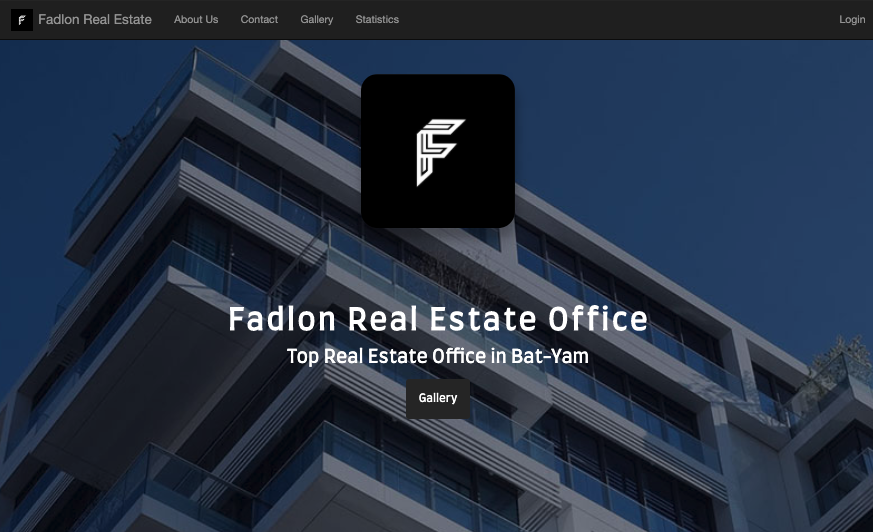 Fadlon Real Estate About Us Contact Gallery Statistics Login
Fadlon Real Estate Office
Top Real Estate Office in Bat-Yam
Gallery